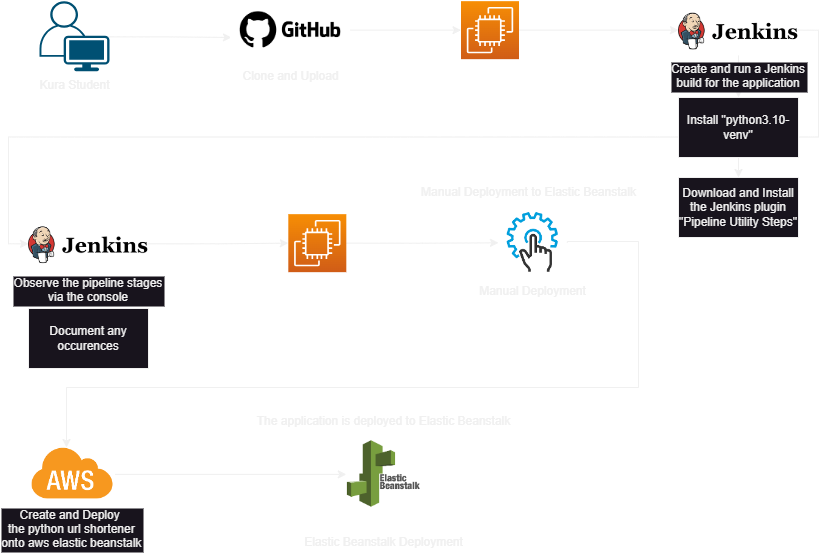 GitHub
Jenkins
Kura Student
Clone and Upload
Create and run a Jenkins
build for the application
Install "python3.10-
venv"
Download and Install
the Jenkins plugin
"Pipeline Utility Steps"
Manual Deployment to Elastic Beanstalk
Jenkins
Observe the pipeline stages
via the console
Manual Deployment
Document any
occurences
The application is deployed to Elastic Beanstalk
AWS
Elastic
Beanstalk
Create and Deploy
the python url shortener
onto aws elastic beanstalk
Elastic Beanstalk Deployment